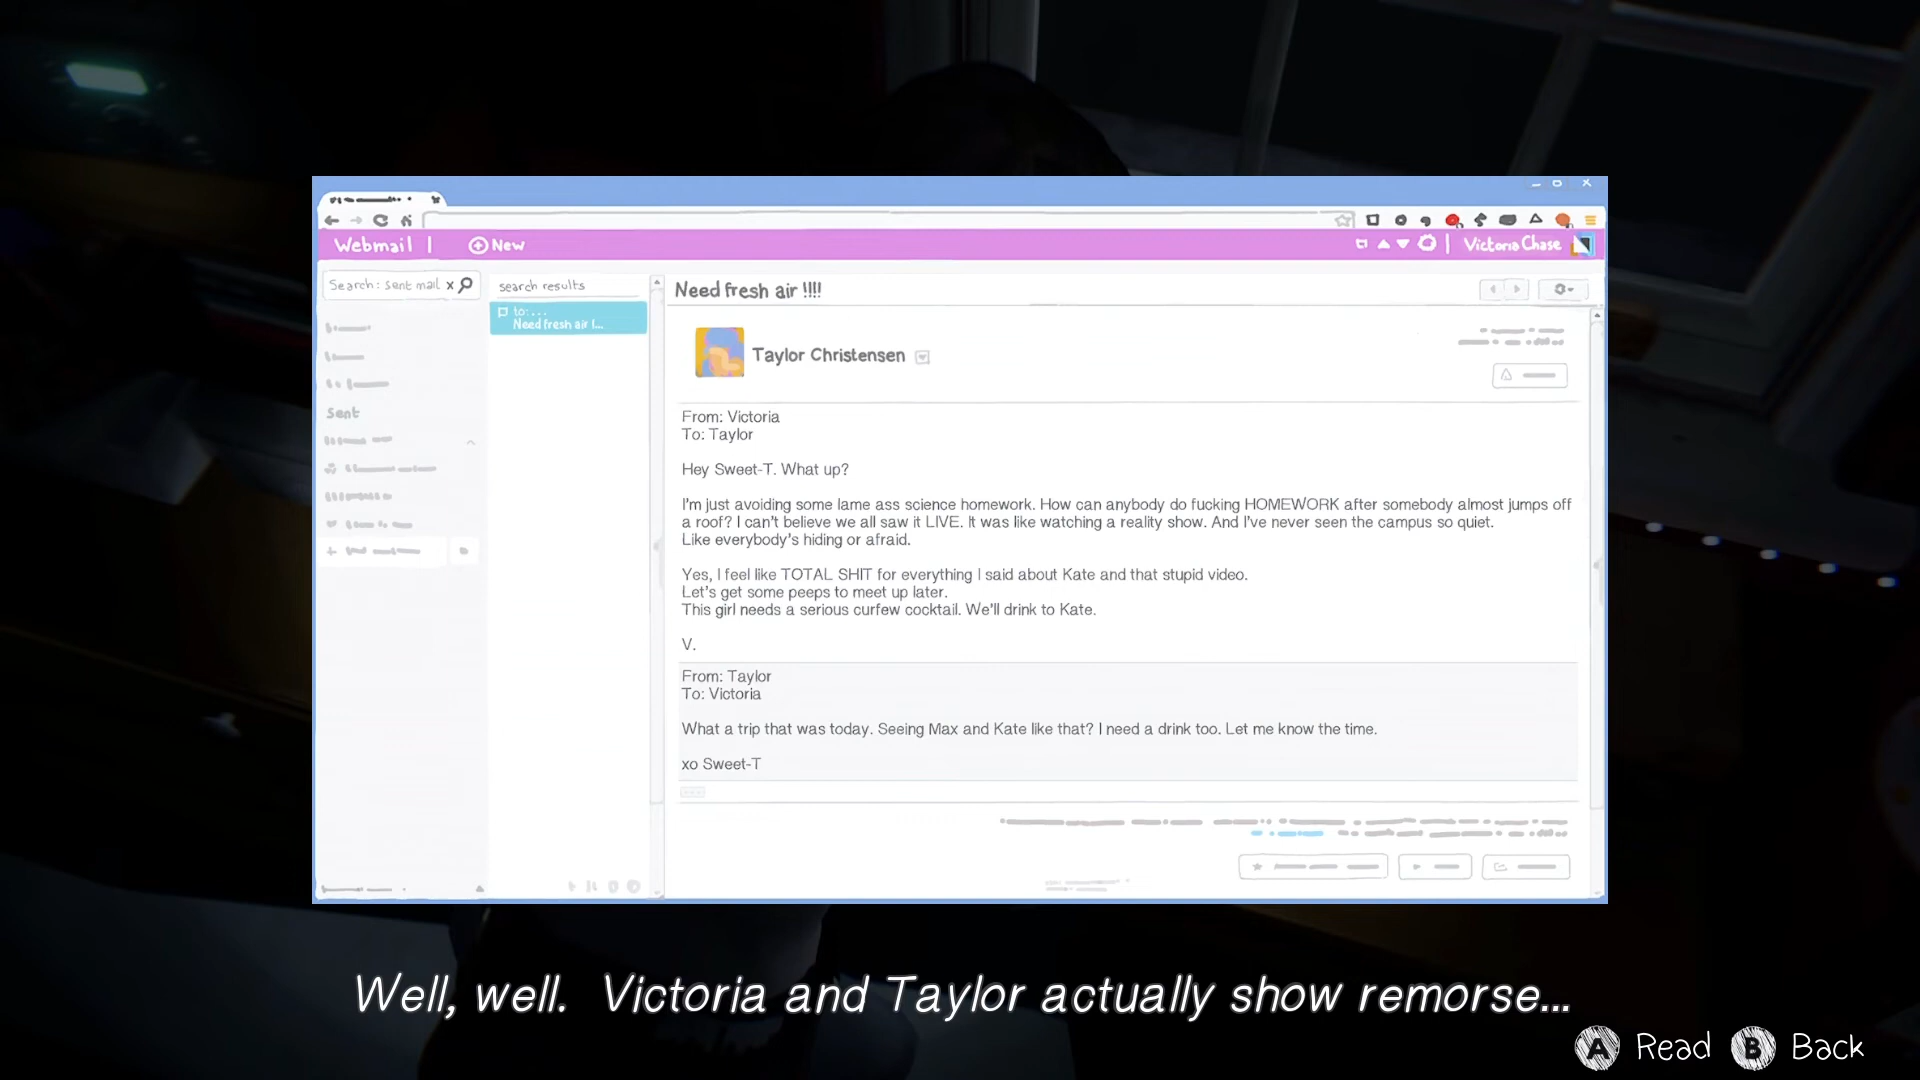 Webmail | New
Victoria Chase
Search: sent mail x
search results
to:...
Need fresh air !...
Sent
Need fresh air !!!!
Taylor Christensen
From: Victoria
To: Taylor
Hey Sweet-T. What up?
I'm just avoiding some lame ass science homework. How can anybody do fucking HOMEWORK after somebody almost jumps off
a roof? I can't believe we all saw it LIVE. It was like watching a reality show. And I've never seen the campus so quiet.
Like everybody's hiding or afraid.
Yes, I feel like TOTAL SHIT for everything I said about Kate and that stupid video.
Let's get some peeps to meet up later.
This girl needs a serious curfew cocktail. We'll drink to Kate.
V.
From: Taylor
To: Victoria
What a trip that was today. Seeing Max and Kate like that? I need a drink too. Let me know the time.
xo Sweet-T
Well, well. Victoria and Taylor actually show remorse...
A Read B Back